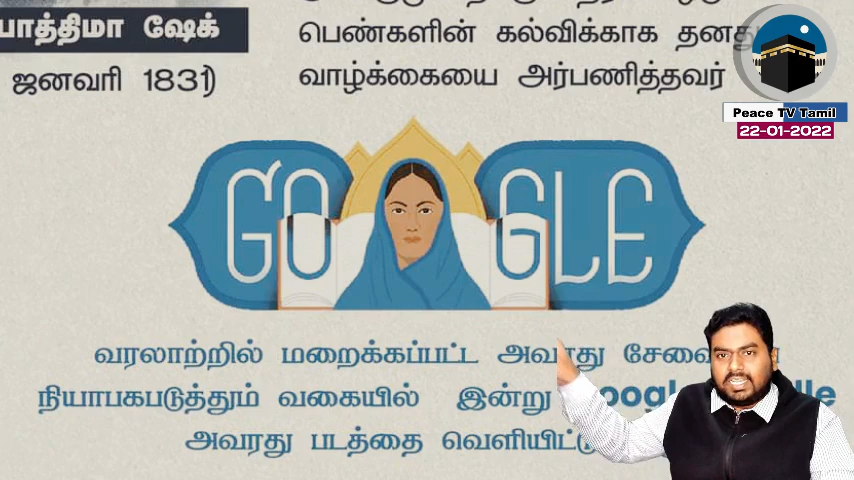 பாத்திமா ஷேக்
ஜனவரி 1831)
பெண்களின் கல்விக்காக தனது
வாழ்க்கையை அர்பணித்தவர்
Peace TV Tamil
22-01-2022
GOOGLE
வரலாற்றில் மறைக்கப்பட்ட அவரது
நியாபகபடுத்தும் வகையில் இன்று
அவரது படத்தை